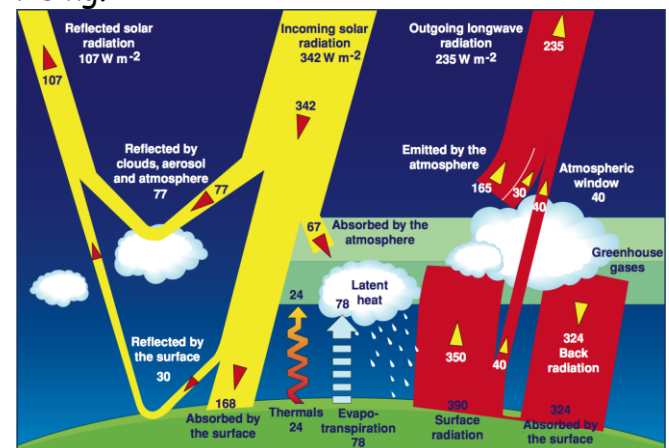 Reflected solar
radiation
107 W m-2
Incoming solar
radiation
342 W m-2
Outgoing longwave
radiation
235 W m-2
235
107
342
Reflected by
clouds, aerosol
and atmosphere
77
77
Emitted by the
atmosphere
165
30
40
Atmospheric
window
40
67
Absorbed by the
atmosphere
Greenhouse
gases
Latent
heat
24
78
350
40
324
Back
radiation
Reflected by
the surface
30
168
Absorbed by
the surface
Thermals
24
Evapo-
transpiration
78
390
Surface
radiation
324
Absorbed by
the surface